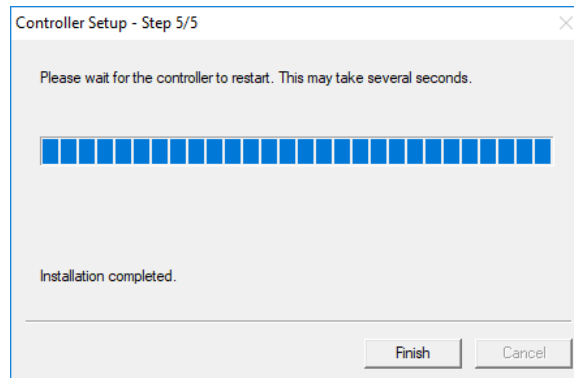 Controller Setup - Step 5/5
Please wait for the controller to restart. This may take several seconds.
Installation completed.
Finish
Cancel